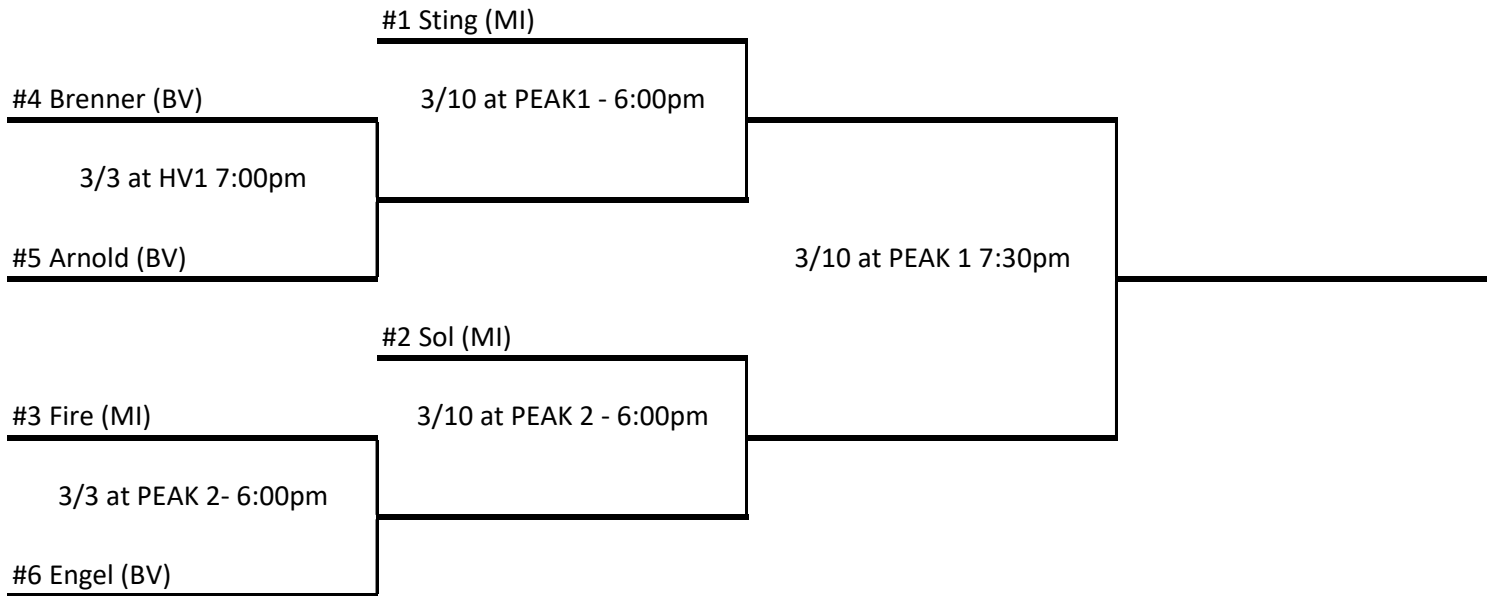 #1 Sting (MI)
#4 Brenner (BV)
3/10 at PEAK1 - 6:00pm
3/3 at HV1 7:00pm
#5 Arnold (BV)
3/10 at PEAK 1 7:30pm
#2 Sol (MI)
#3 Fire (MI)
3/10 at PEAK 2 - 6:00pm
3/3 at PEAK 2- 6:00pm
#6 Engel (BV)